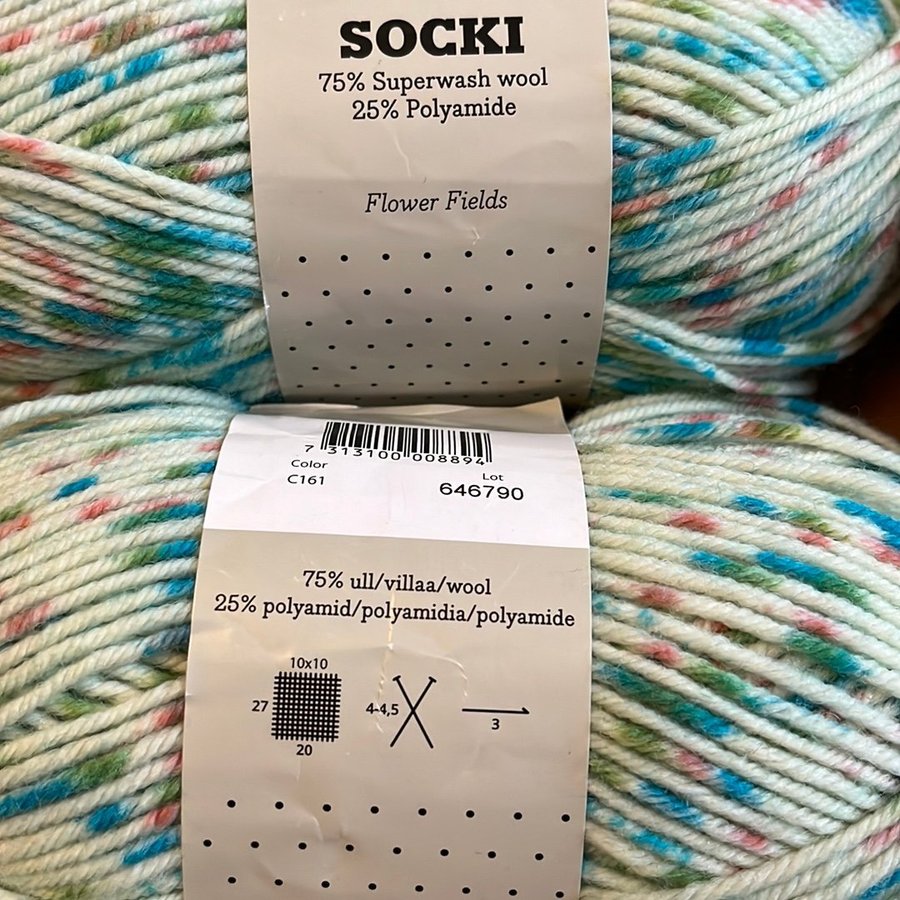 SOCKI
75% Superwash wool
25% Polyamide
Flower Fields
7 313100 008894
Color
C161
Lot
646790
75% ull/villaa/wool
25% polyamid/polyamidia/polyamide
10x10
27
20
4-4,5
3